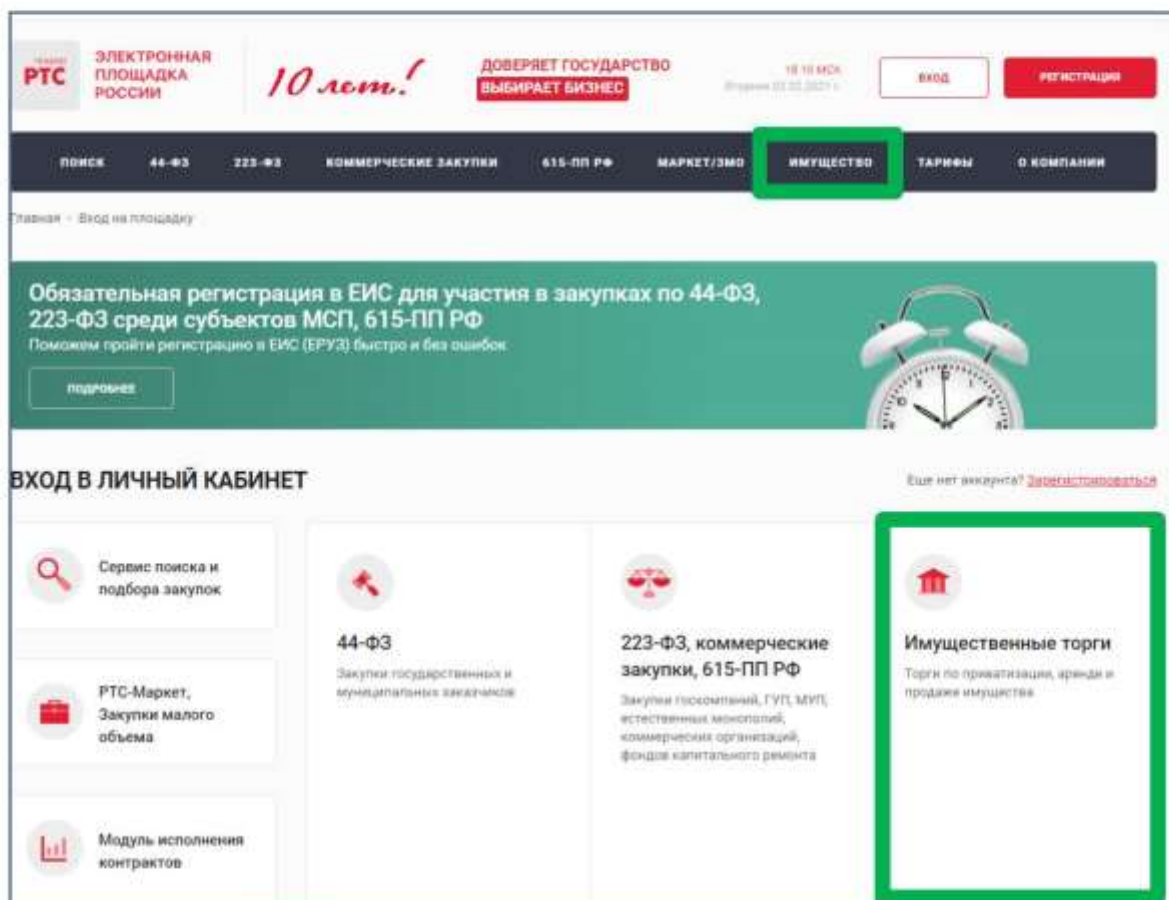 РТС
ЭЛЕКТРОННАЯ
ПЛОЩАДКА
РОССИИ
10 лет!
ДОВЕРЯЕТ ГОСУДАРСТВО
ВЫБИРАЕТ БИЗНЕС
ВХОД
РЕГИСТРАЦИЯ
ПОИСК 44-ФЗ 223-ФЗ КОММЕРЧЕСКИЕ ЗАКУПКИ 615-ПП РФ МАРКЕТ/ЗМО ИМУЩЕСТВО ТАРИФЫ О КОМПАНИИ
Главная - Вход на площадку
Обязательная регистрация в ЕИС для участия в закупках по 44-ФЗ,
223-ФЗ среди субъектов МСП, 615-ПП РФ
Поможем пройти регистрацию в ЕИС (ЕРУЗ) быстро и без ошибок
ПОДРОБНЕЕ
ВХОД В ЛИЧНЫЙ КАБИНЕТ
Еще нет аккаунта? Зарегистрироваться
Сервис поиска и
подбора закупок
РТС-Маркет,
Закупки малого
объема
Модуль исполнения
контрактов
44-ФЗ
Закупки государственных и
муниципальных заказчиков
223-ФЗ, коммерческие
закупки, 615-ПП РФ
Закупки госкомпаний, ГУП, МУП,
естественных монополий,
коммерческих организаций,
фондов капитального ремонта
Имущественные торги
Торги по приватизации, аренде и
продаже имущества